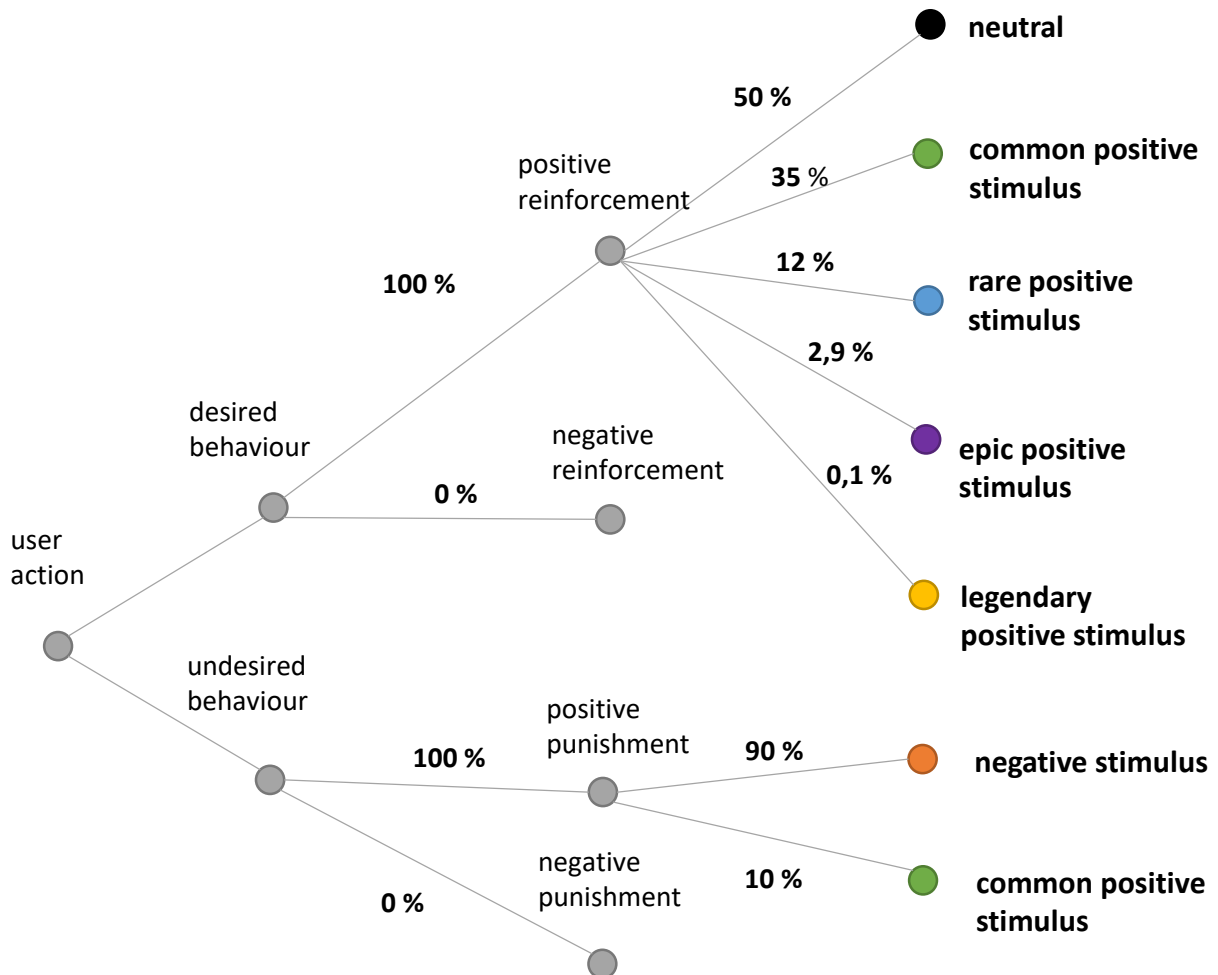 neutral
50 %
common positive
stimulus
positive
reinforcement
35 %
12 %
rare positive
stimulus
100 %
2,9 %
desired
behaviour
negative
reinforcement
epic positive
stimulus
0,1 %
0 %
user
action
legendary
positive stimulus
undesired
behaviour
positive
punishment
100 %
90 %
negative stimulus
negative
punishment
10 %
common positive
stimulus
0 %